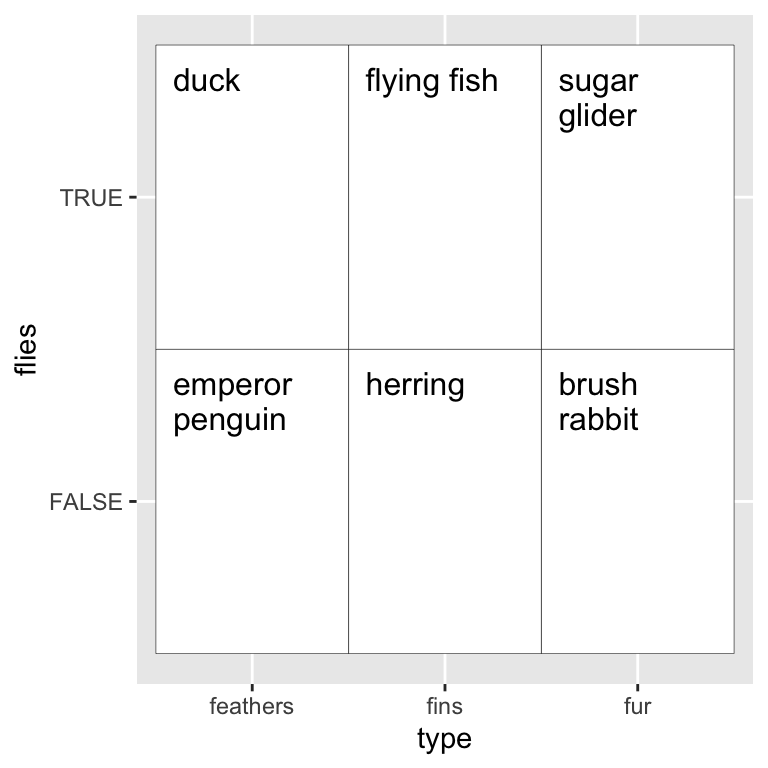 duck
flying fish
sugar
glider
TRUE
flies
emperor
penguin
herring
brush
rabbit
FALSE
feathers
fins
fur
type